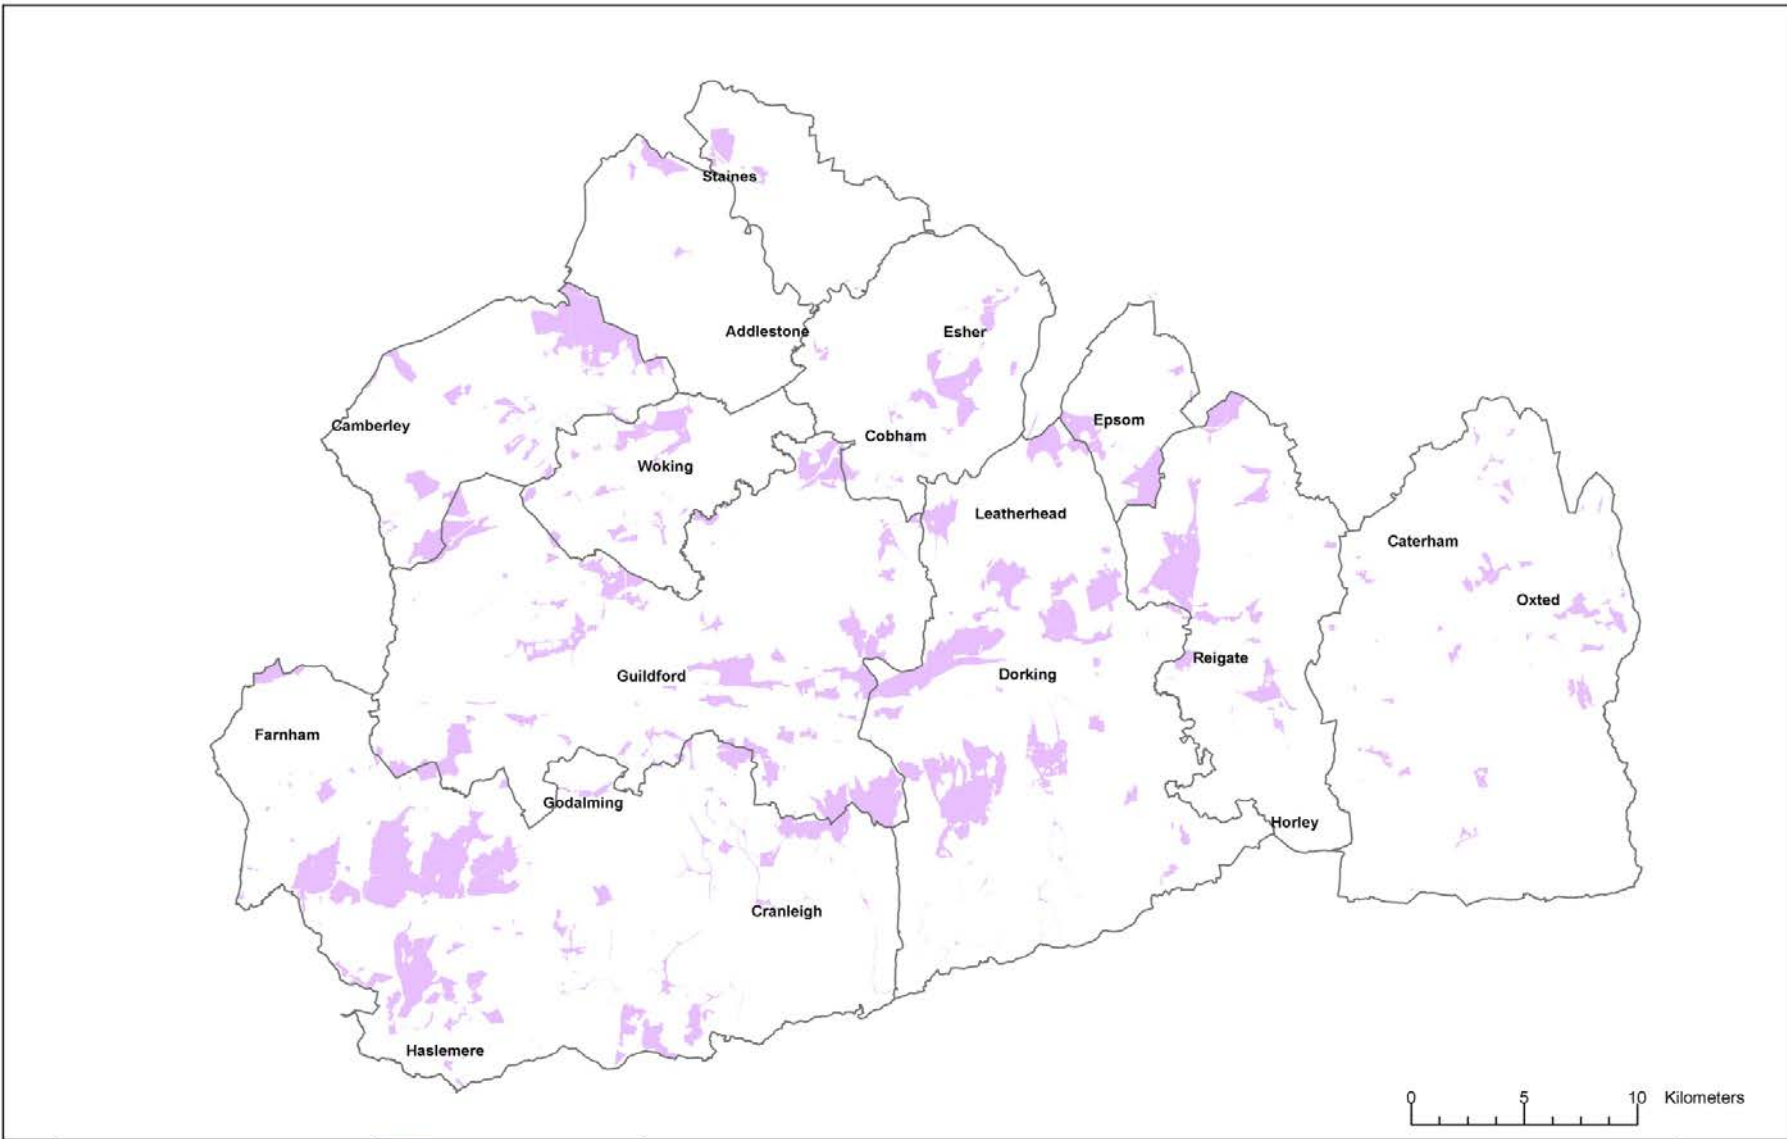 Staines
Addlestone
Esher
Camberley
Epsom
Cobham
Woking
Leatherhead
Caterham
Oxted
Reigate
Guildford
Dorking
Farnham
Godalming
Horley
Cranleigh
Haslemere
0 5 10 Kilometers